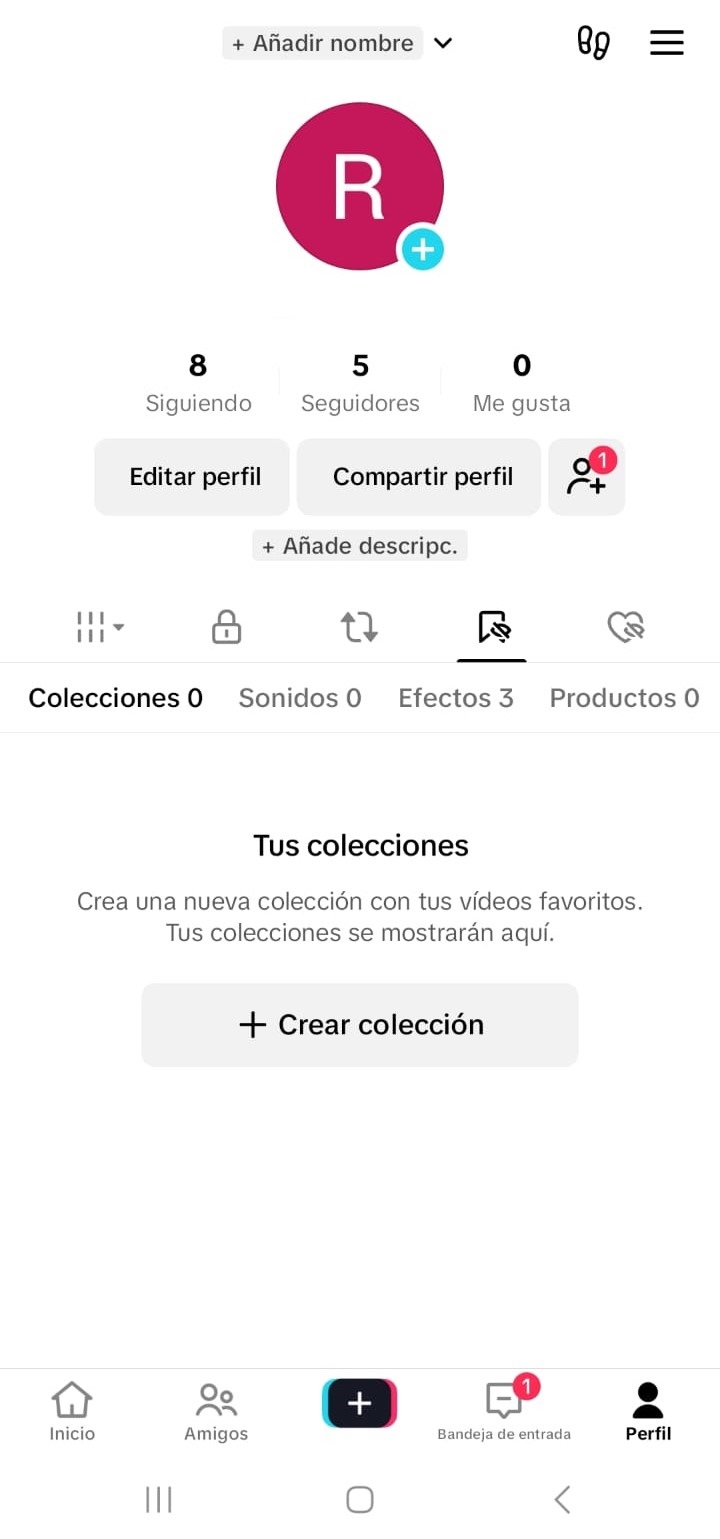 + Añadir nombre
R
8 5 0
Siguiendo Seguidores Me gusta
Editar perfil Compartir perfil 1
+ Añade descripc.
Colecciones 0 Sonidos 0 Efectos 3 Productos 0
Tus colecciones
Crea una nueva colección con tus vídeos favoritos.
Tus colecciones se mostrarán aquí.
+ Crear colección
1
Inicio Amigos Bandeja de entrada Perfil